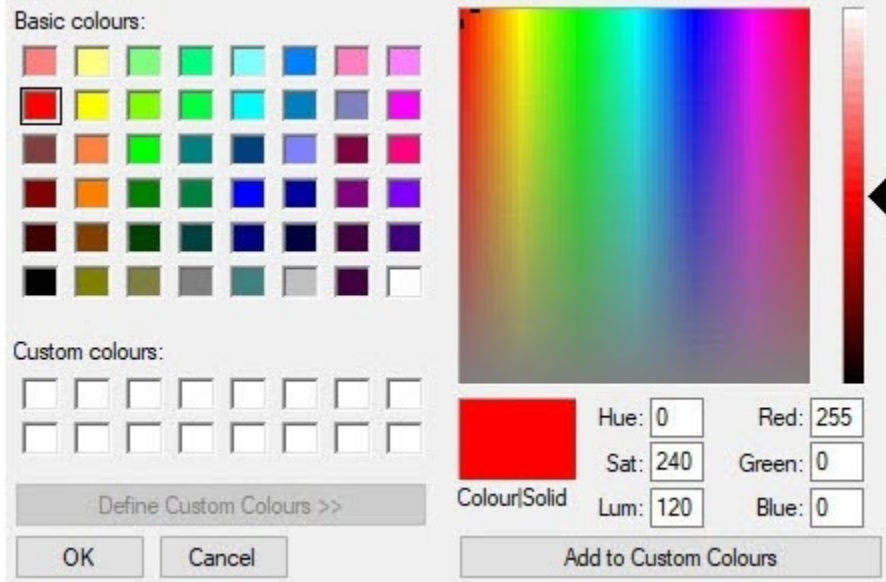 Basic colours:
Custom colours:
Define Custom Colours >>
OK
Cancel
Hue: 0
Red: 255
Sat: 240
Green: 0
Colour|Solid
Lum: 120
Blue: 0
Add to Custom Colours